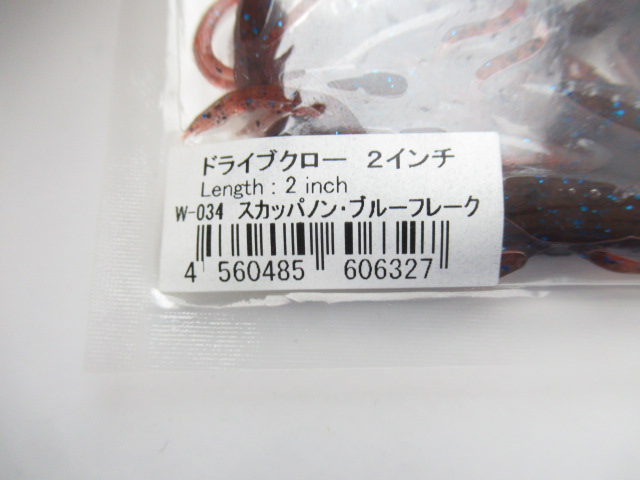 ドライブクロー 2インチ
Length : 2 inch
W-034 スカッパノン・ブルーフレーク
4 560485 606327